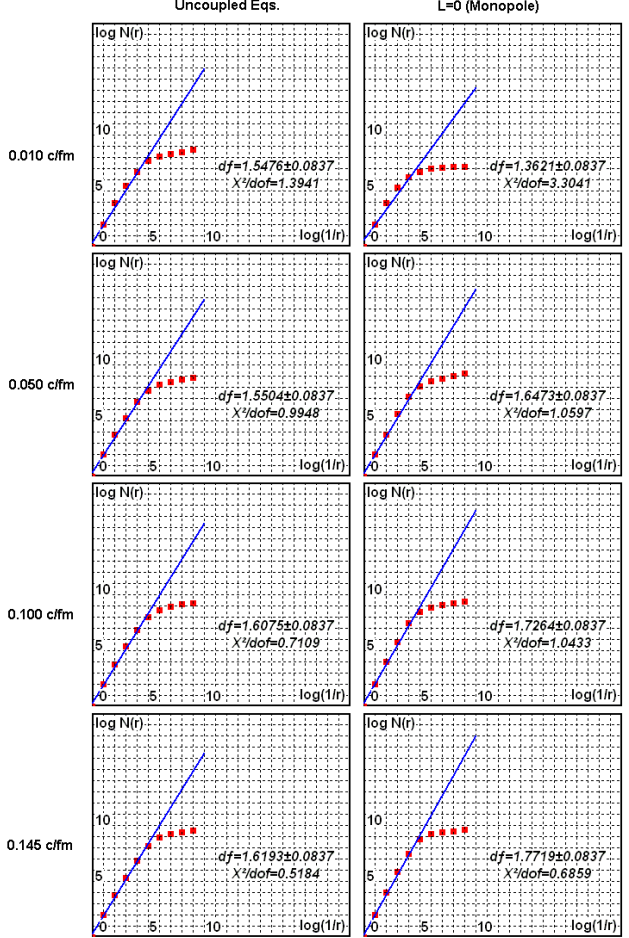 Uncoupled Eqs.
L=0 (Monopole)
0.010 c/fm
log N(r)
10
5
0
5
10
log(1/r)
df=1.5476±0.0837
X²/dof=1.3941
log N(r)
10
5
0
5
10
log(1/r)
df=1.3621±0.0837
X²/dof=3.3041
0.050 c/fm
log N(r)
10
5
0
5
10
log(1/r)
df=1.5504±0.0837
X²/dof=0.9948
log N(r)
10
5
0
5
10
log(1/r)
df=1.6473±0.0837
X²/dof=1.0597
0.100 c/fm
log N(r)
10
5
0
5
10
log(1/r)
df=1.6075±0.0837
X²/dof=0.7109
log N(r)
10
5
0
5
10
log(1/r)
df=1.7264±0.0837
X²/dof=1.0433
0.145 c/fm
log N(r)
10
5
0
5
10
log(1/r)
df=1.6193±0.0837
X²/dof=0.5184
log N(r)
10
5
0
5
10
log(1/r)
df=1.7719±0.0837
X²/dof=0.6859